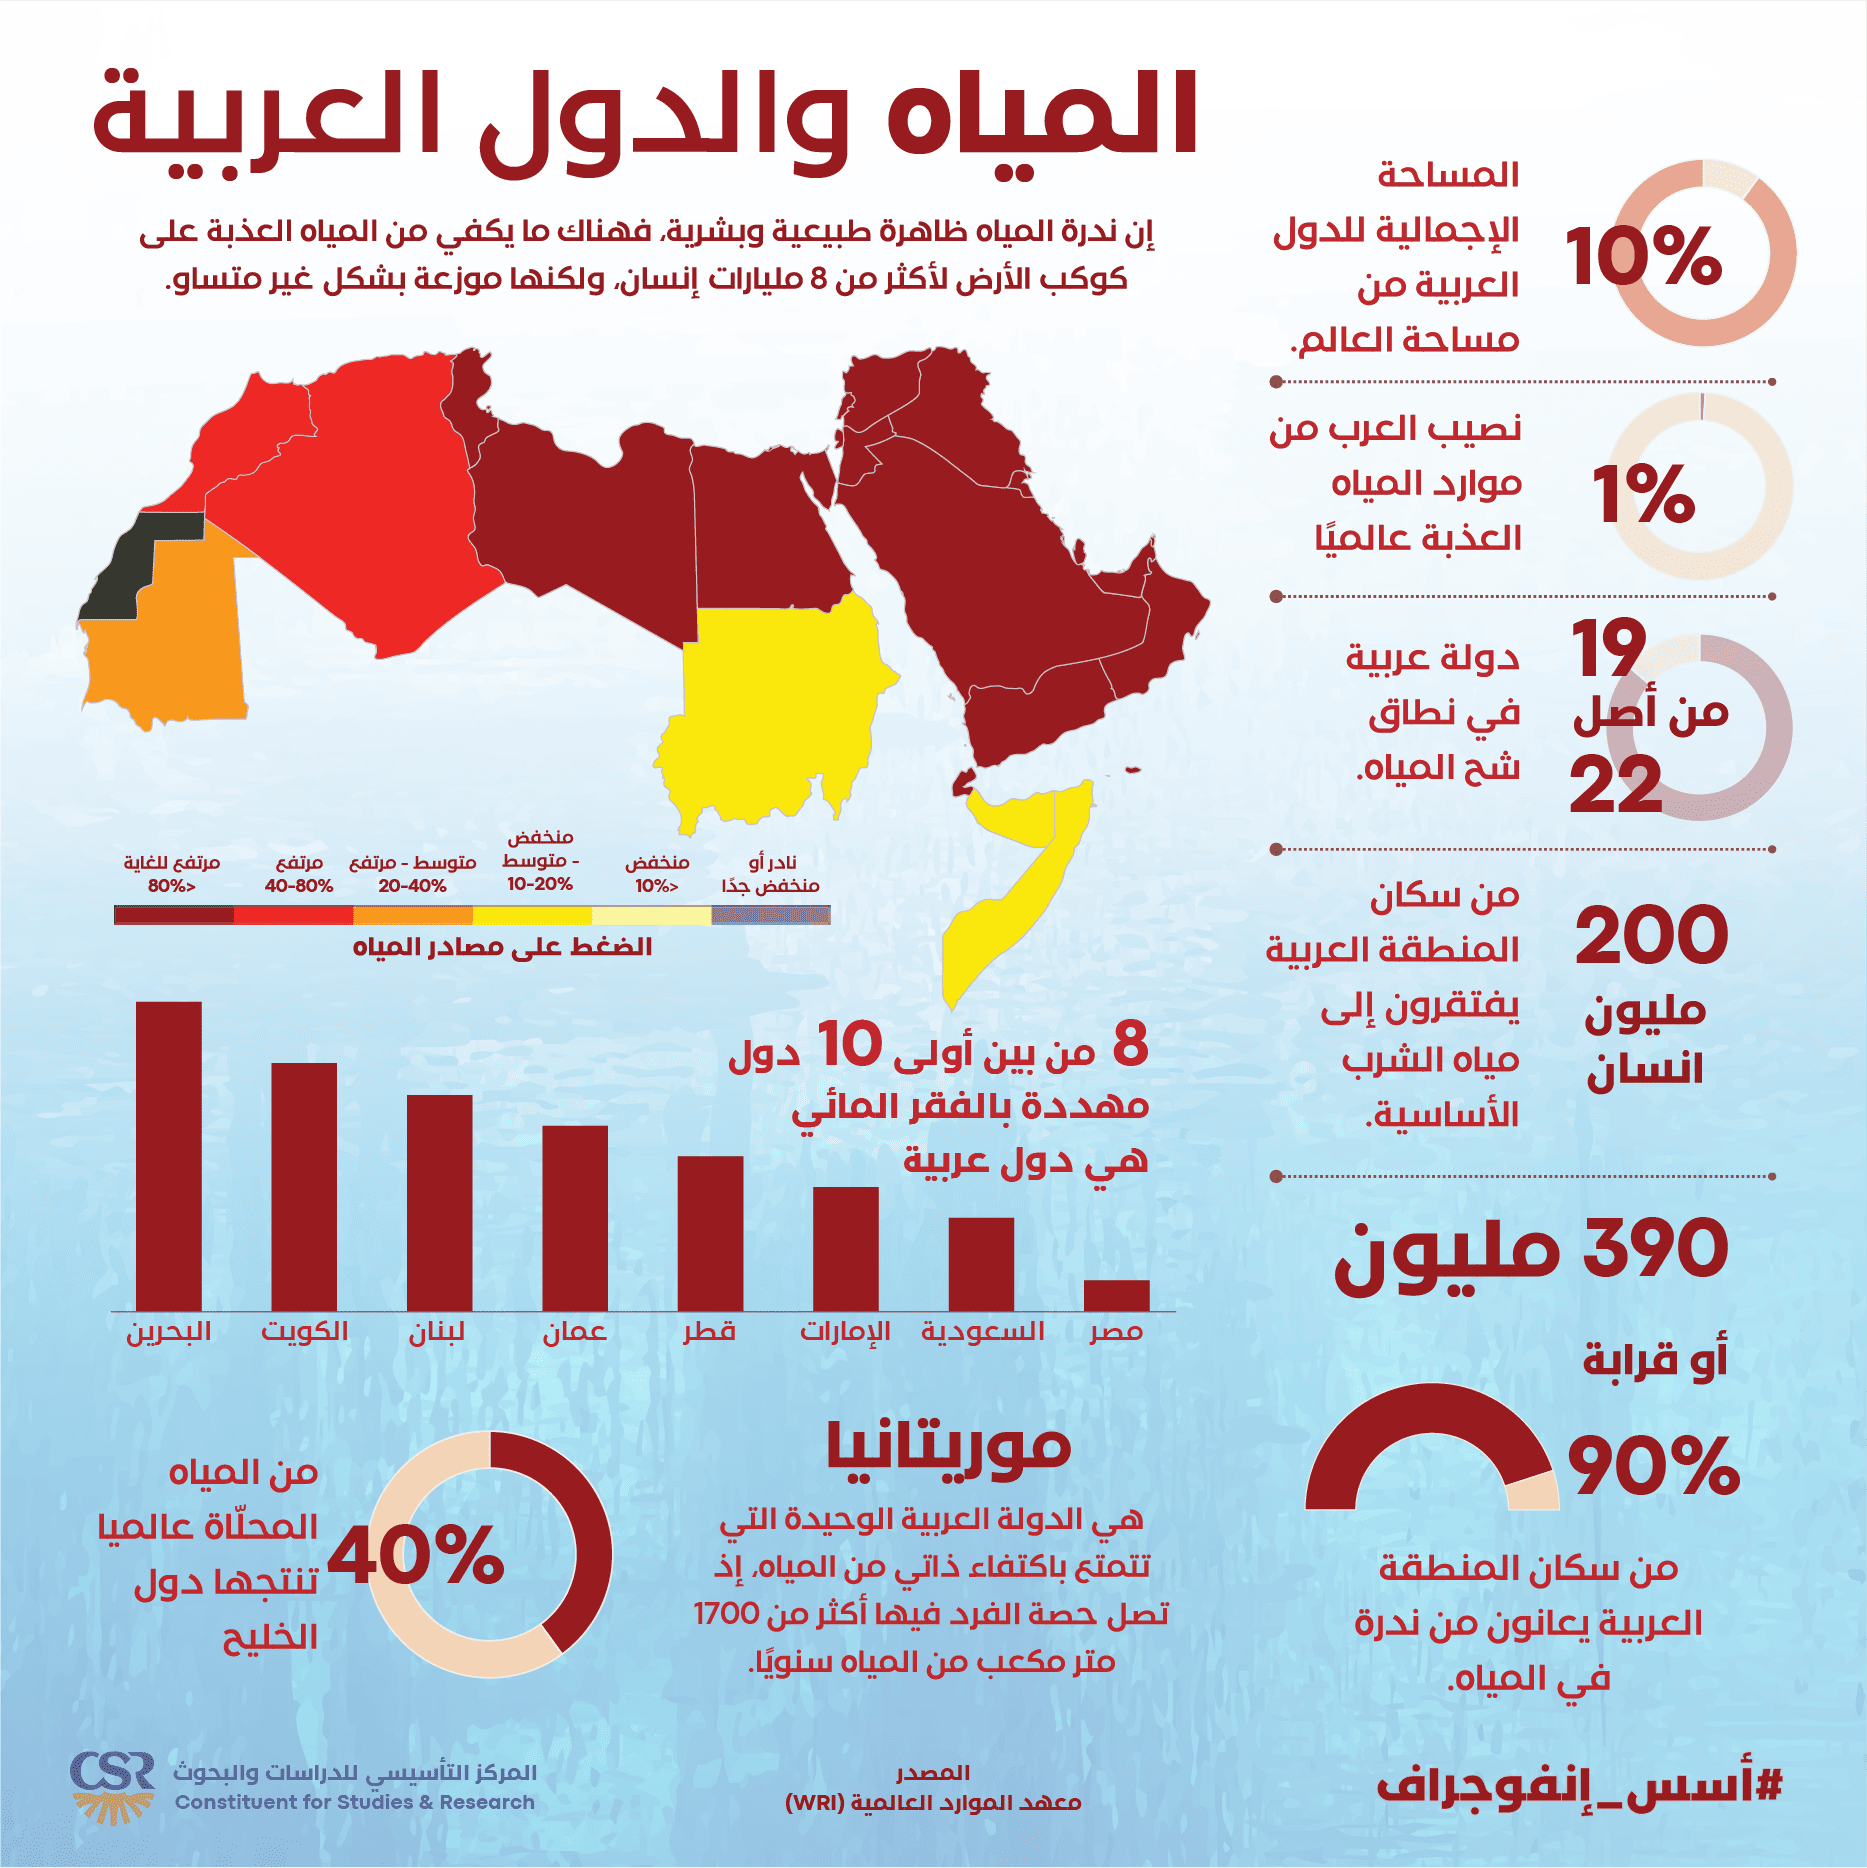 المياه والدول العربية
إن ندرة المياه ظاهرة طبيعية وبشرية، فهناك ما يكفي من المياه العذبة على
كوكب الأرض لأكثر من 8 مليارات إنسان، ولكنها موزعة بشكل غير متساو.
10%
المساحة
الإجمالية للدول
العربية من
مساحة العالم.
1%
نصيب العرب من
موارد المياه
العذبة عالميًا
19
من أصل
22
دولة عربية
في نطاق
شح المياه.
200
مليون
انسان
من سكان
المنطقة العربية
يفتقرون إلى
مياه الشرب
الأساسية.
390 مليون
أو قرابة
90%
من سكان المنطقة
العربية يعانون من ندرة
في المياه.
نادر أو
منخفض جدًا
منخفض
10%>
منخفض
- متوسط
10-20%
متوسط - مرتفع
20-40%
مرتفع
40-80%
مرتفع للغاية
80%<
الضغط على مصادر المياه
8 من بين أولى 10 دول
مهددة بالفقر المائي
هي دول عربية
مصر
السعودية
الإمارات
قطر
عمان
لبنان
الكويت
البحرين
موريتانيا
هي الدولة العربية الوحيدة التي
تتمتع باكتفاء ذاتي من المياه، إذ
تصل حصة الفرد فيها أكثر من 1700
متر مكعب من المياه سنويًا.
40%
من المياه
المحلّاة عالميا
تنتجها دول
الخليج
#أسس_إنفوجراف
المصدر
معهد الموارد العالمية (WRI)
CSR
المركز التأسيسي للدراسات والبحوث
Constituent for Studies & Research